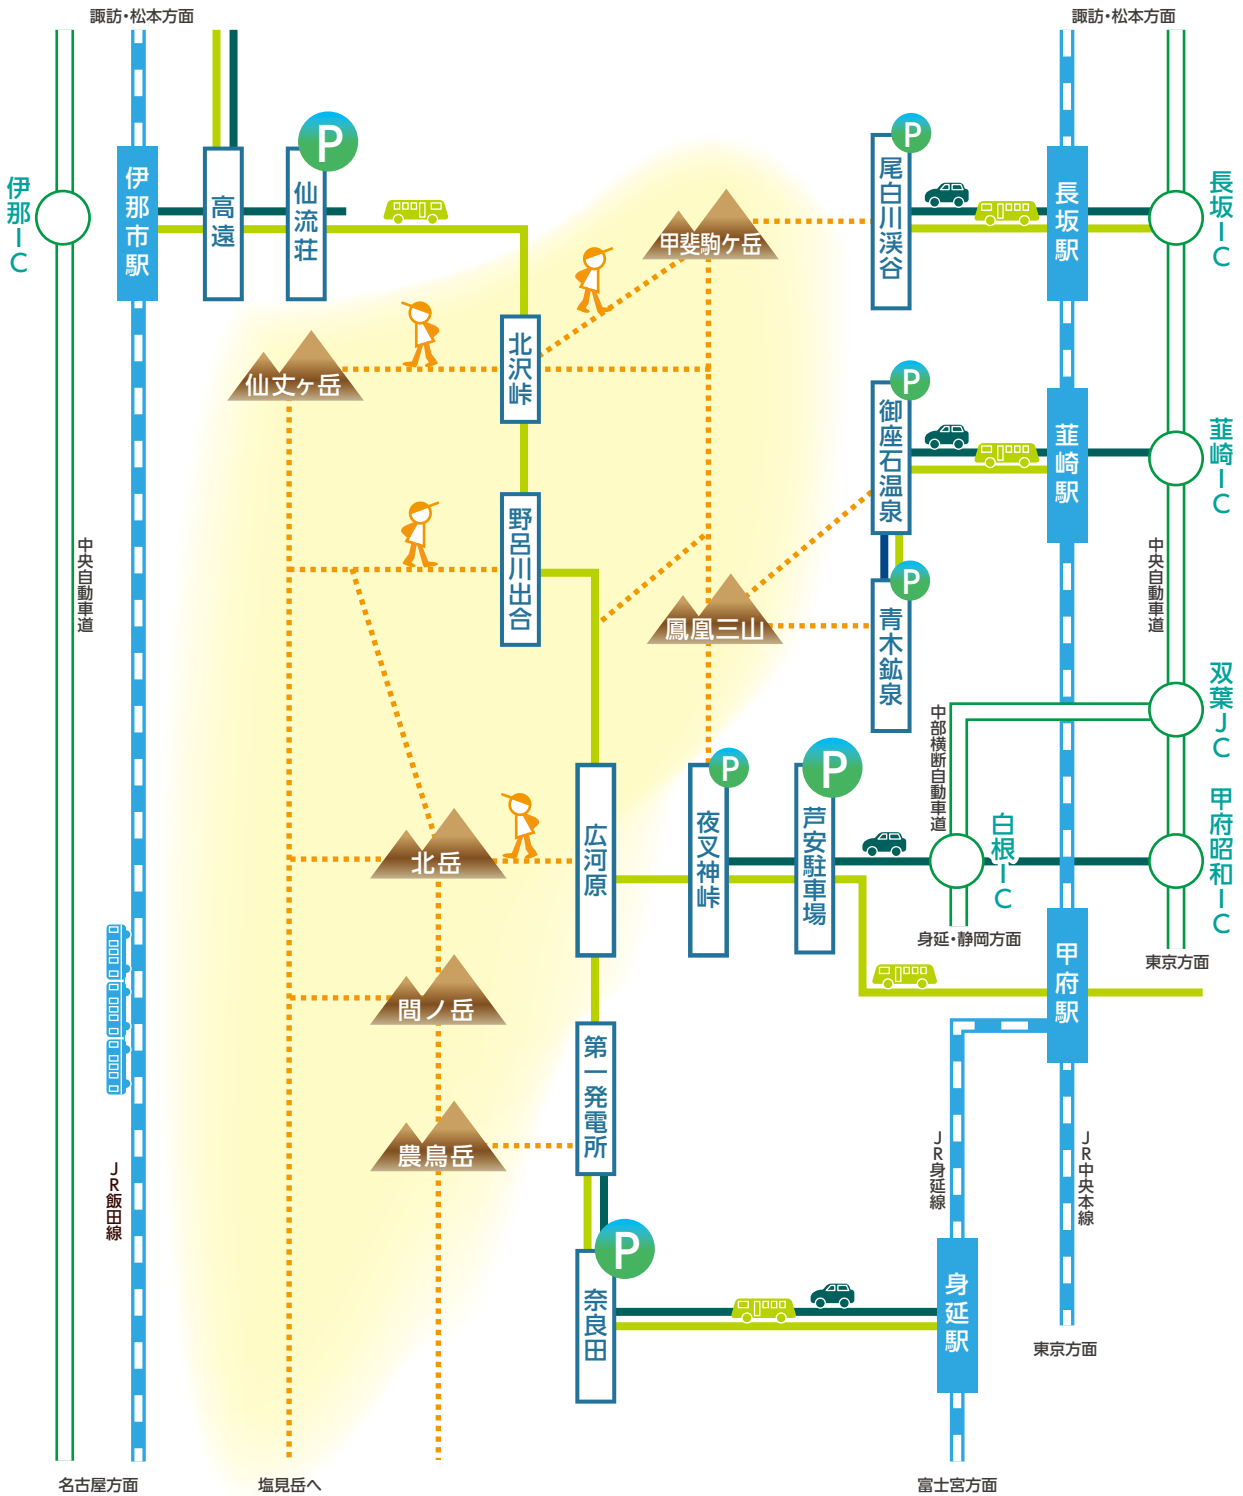 諏訪・松本方面
諏訪・松本方面
伊那IC
伊那市駅
高遠
P
仙流荘
北沢峠
甲斐駒ケ岳
P
尾白川渓谷
長坂駅
長坂IC
仙丈ヶ岳
野呂川出合
P
御座石温泉
韮崎駅
韮崎IC
中央自動車道
中央自動車道
鳳凰三山
P
青木鉱泉
双葉JC
中部横断自動車道
北岳
広河原
P
夜叉神峠
P
芦安駐車場
白根IC
甲府昭和IC
身延・静岡方面
東京方面
甲府駅
間ノ岳
第一発電所
農鳥岳
JR飯田線
JR身延線
JR中央本線
P
奈良田
身延駅
東京方面
名古屋方面
塩見岳へ
富士宮方面